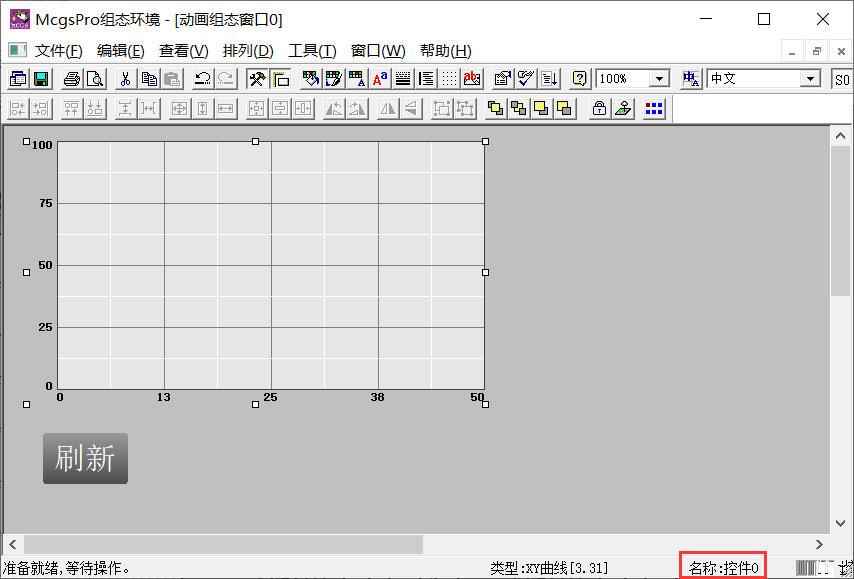 McgsPro组态环境 - [动画组态窗口0]
文件(F) 编辑(E) 查看(V) 排列(D) 工具(T) 窗口(W) 帮助(H)
100% 中文 S0
100
75
50
25
0
0 13 25 38 50
刷新
准备就绪,等待操作。 类型:XY曲线[3.31] 名称:控件0